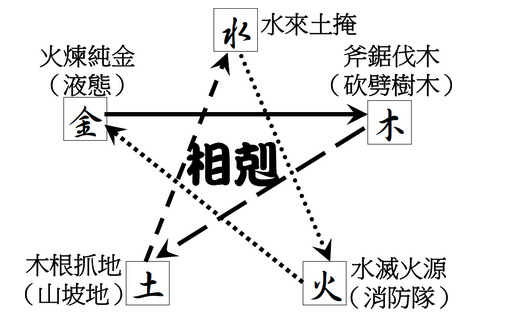 水
水來土掩
火煉純金
（液態）
金
斧鋸伐木
（砍劈樹木）
木
相剋
木根抓地
（山坡地）
土
火
水滅火源
（消防隊）